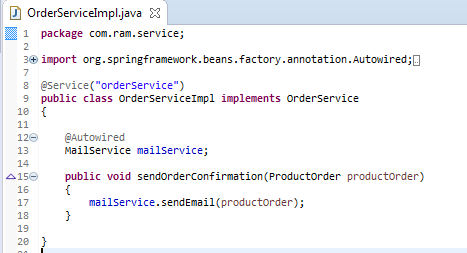 OrderServiceImpl.java
1 package com.ram.service;
2
3 import org.springframework.beans.factory.annotation.Autowired;
7
8 @Service("orderService")
9 public class OrderServiceImpl implements OrderService
10 {
11
12 @Autowired
13 MailService mailService;
14
15 public void sendOrderConfirmation(ProductOrder productOrder)
16 {
17 mailService.sendEmail(productOrder);
18 }
19
20 }